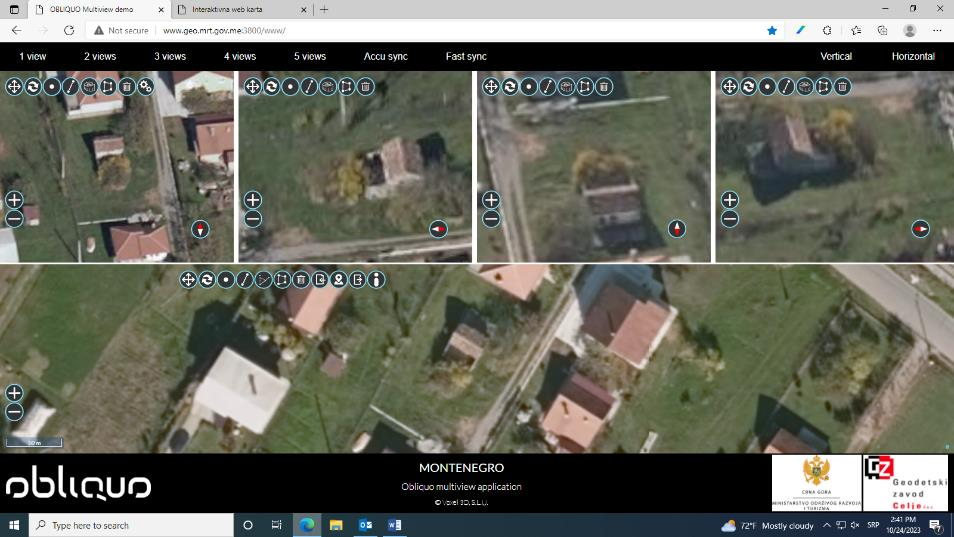 OBLIQUO Multiview demo
Interaktivna web karta
Not secure
www.geo.mrt.gov.me:3800/www/
1 view 2 views 3 views 4 views 5 views Accu sync Fast sync Vertical Horizontal
obliquo
MONTENEGRO
Obliquo multiview application
© Voxel 3D, S.L.U.
CRNA GORA
MINISTARSTVO ODRŽIVOG RAZVOJA
I TURIZMA
GZ
Geodetski
zavod
Celje d.o.o.
Type here to search
72°F Mostly cloudy
SRP
2:41 PM
10/24/2023